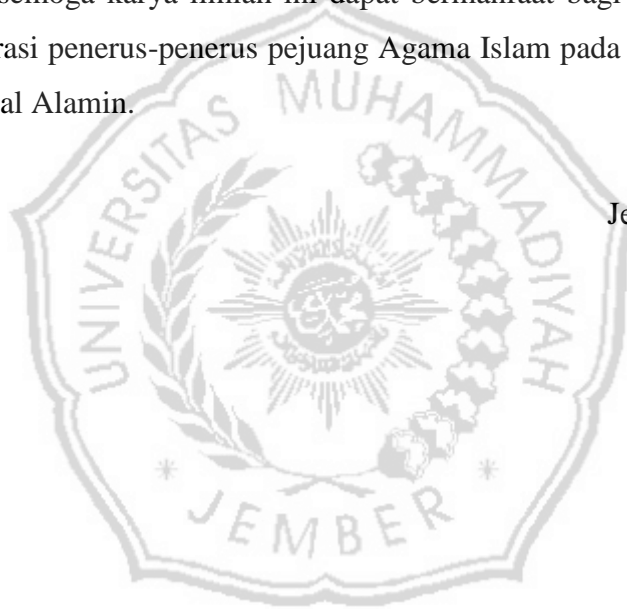 semoga karya ilmiah ini dapat bermanfaat bagi
rasi penerus-penerus pejuang Agama Islam pada
al Alamin.
Je
UNIVERSITAS MUHAMMADIYAH
JEMBER